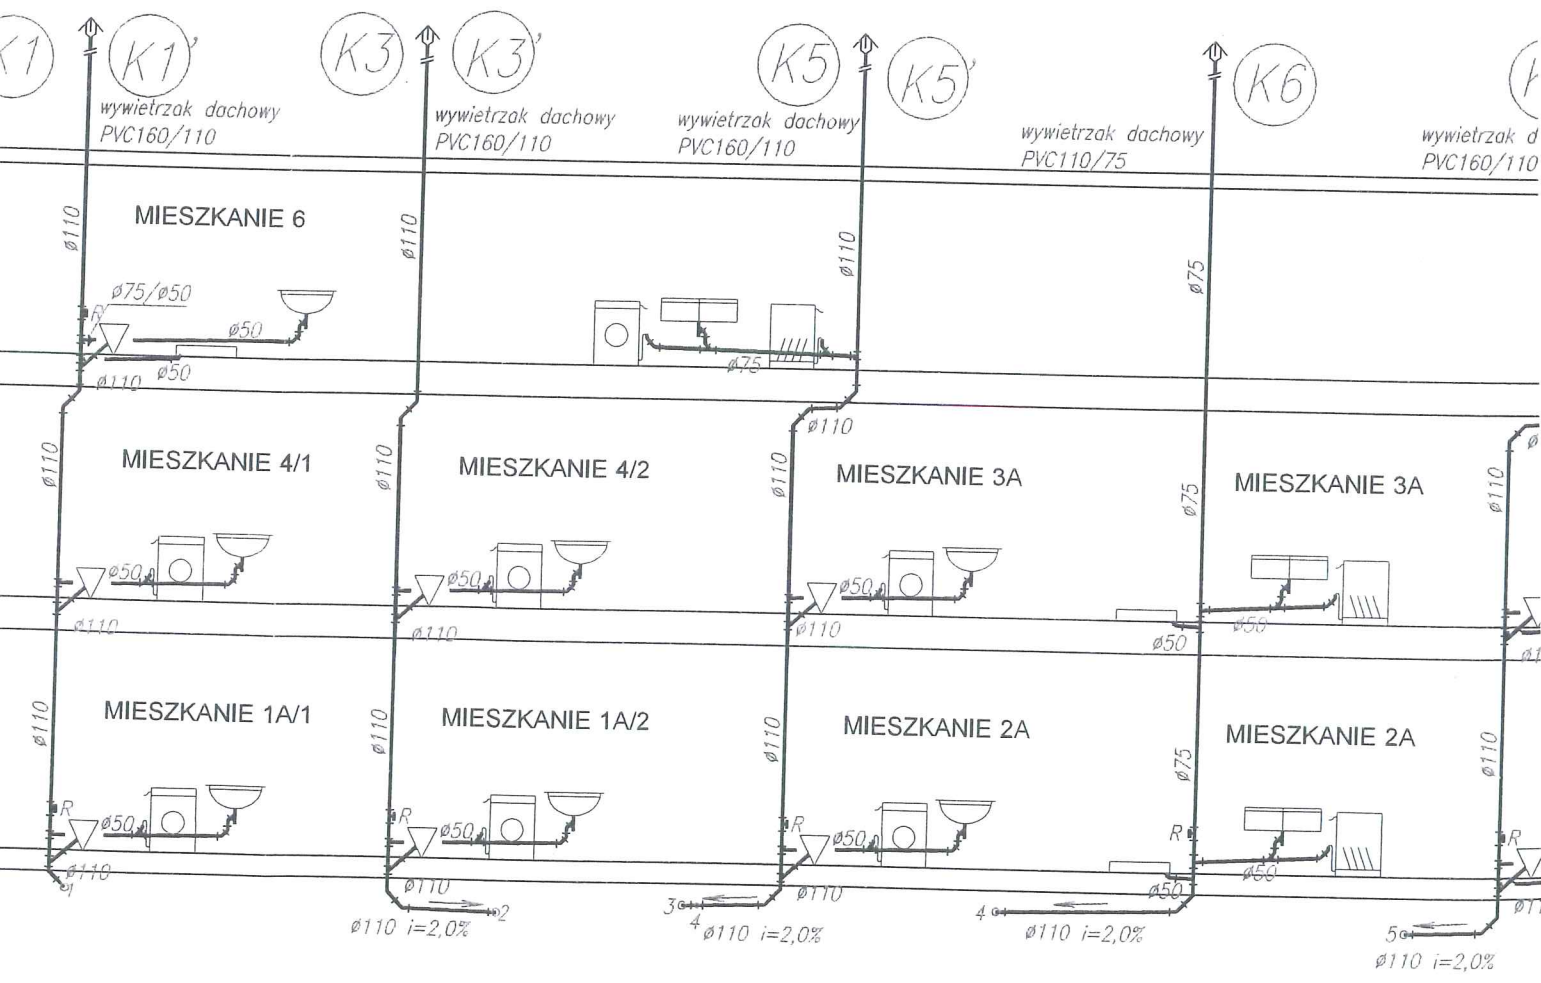 K1 K1' K3 K3' K5 K5' K6
wywietrzak dachowy
PVC160/110
wywietrzak dachowy
PVC160/110
wywietrzak dachowy
PVC160/110
wywietrzak dachowy
PVC110/75
wywietrzak d
PVC160/110
ø110 MIESZKANIE 6 ø110 ø110 ø75
R ø75/ø50
ø50
ø50
ø110
ø75
ø110
ø110 MIESZKANIE 4/1
ø110 MIESZKANIE 4/2
ø110 MIESZKANIE 3A
ø75 MIESZKANIE 3A
ø110
ø50 ø50 ø50
ø110 ø110 ø110 ø50 ø50
ø110 MIESZKANIE 1A/1
ø110 MIESZKANIE 1A/2
ø110 MIESZKANIE 2A
ø75 MIESZKANIE 2A
ø110
R R R R R
ø50 ø50 ø50
ø110 ø110 ø110 ø50 ø50
1
2
ø110 i=2,0%
3
4
ø110 i=2,0%
4
ø110 i=2,0%
5
ø110 i=2,0%